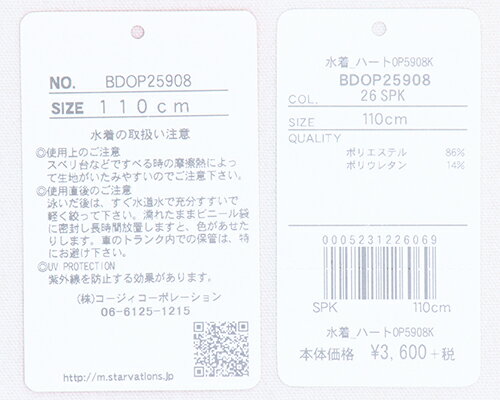 NO. BDOP25908
SIZE 110cm
水着の取扱い注意
◎使用上のご注意
スベリ台などですべる時の摩擦熱によっ
て生地がいたみやすいのでご注意下さい。
◎使用直後のご注意
泳いだ後は、すぐ水道水で充分すすいで
軽く絞って下さい。濡れたままビニール袋
に密封し長時間放置しますと、色があせた
りします。車のトランク内での保管は、特
にお避け下さい。
◎UV PROTECTION
紫外線を防止する効果があります。
(株)コージィコーポレーション
06-6125-1215
http://m.starvations.jp
水着_ハートOP5908K
BDOP25908
COL. 26 SPK
SIZE 110cm
QUALITY
ポリエステル 86%
ポリウレタン 14%
0005231226069
SPK 110cm
水着_ハートOP5908K
本体価格 ¥3,600+税